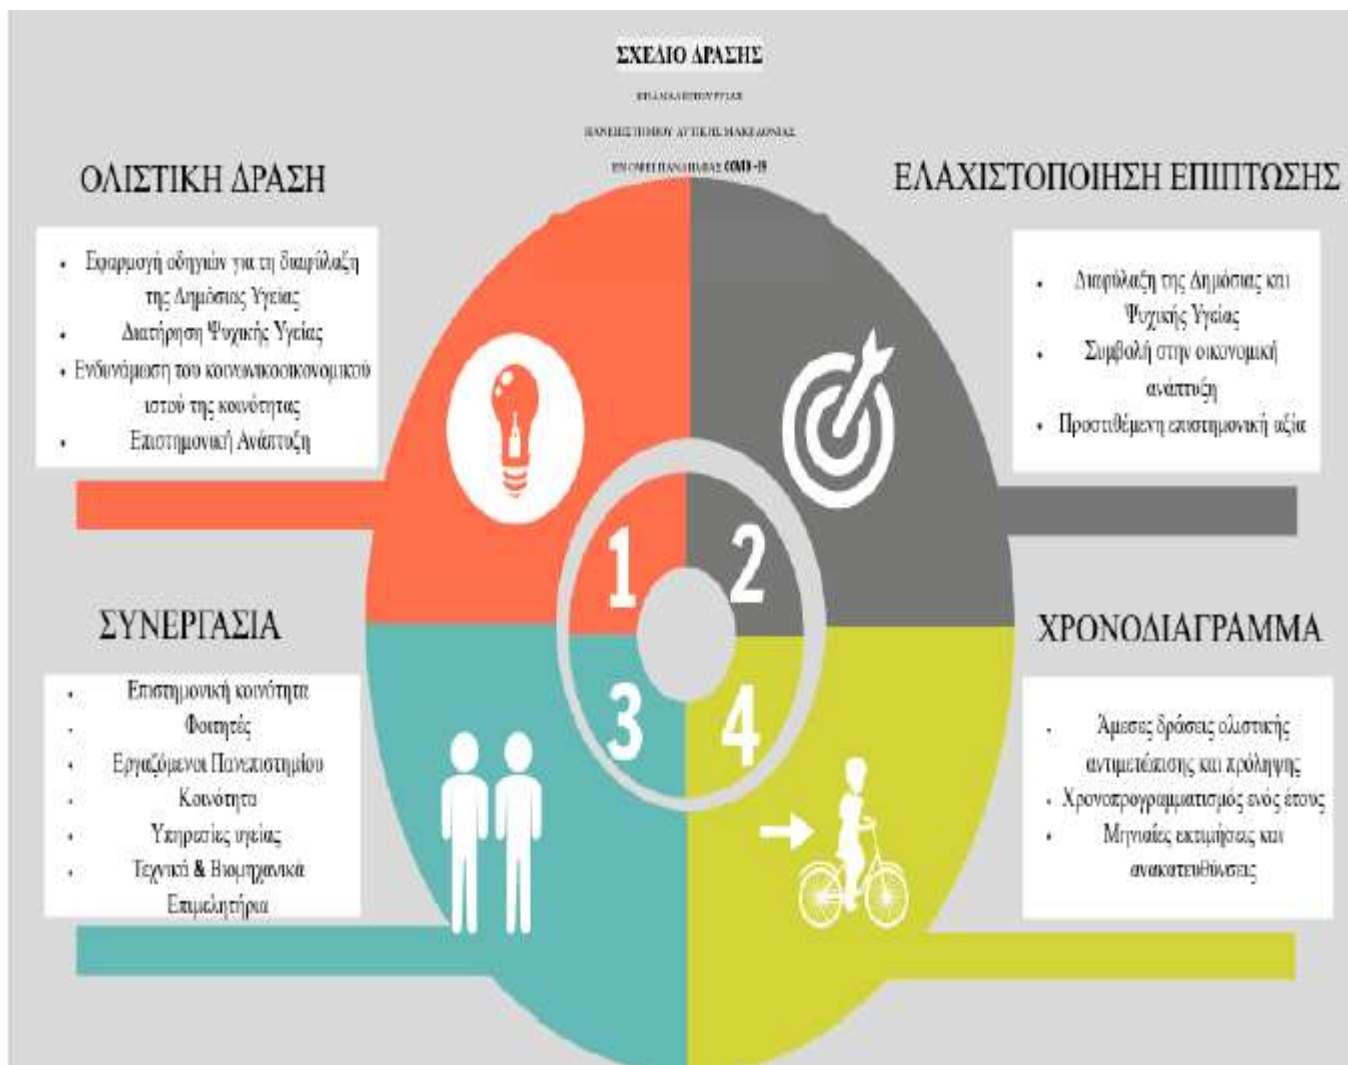 ΣΧΕΔΙΟ ΔΡΑΣΗΣ
ΠΑΝΕΠΙΣΤΗΜΙΟΥ ΔΥΤΙΚΗΣ ΜΑΚΕΔΟΝΙΑΣ
ΕΝ ΟΨΕΙ ΠΑΝΔΗΜΙΑΣ COVID -19
ΟΛΙΣΤΙΚΗ ΔΡΑΣΗ
• Εφαρμογή οδηγιών για τη διαφύλαξη
της Δημόσιας Υγείας
• Διατήρηση Ψυχικής Υγείας
• Ενδυνάμωση του κοινωνικοοικονομικού
ιστού της κοινότητας
• Επιστημονική Ανάπτυξη
1
ΕΛΑΧΙΣΤΟΠΟΙΗΣΗ ΕΠΙΠΤΩΣΗΣ
• Διαφύλαξη της Δημόσιας και
Ψυχικής Υγείας
• Συμβολή στην οικονομική
ανάπτυξη
• Προστιθέμενη επιστημονική αξία
2
ΣΥΝΕΡΓΑΣΙΑ
• Επιστημονική κοινότητα
• Φοιτητές
• Εργαζόμενοι Πανεπιστημίου
• Κοινότητα
• Υπηρεσίες υγείας
• Τεχνικά & Βιομηχανικά
Επιμελητήρια
3
ΧΡΟΝΟΔΙΑΓΡΑΜΜΑ
• Άμεσες δράσεις ολιστικής
αντιμετώπισης και πρόληψης
• Χρονοπρογραμματισμός ενός έτους
• Μηνιαίες εκτιμήσεις και
ανακατευθύνσεις
4